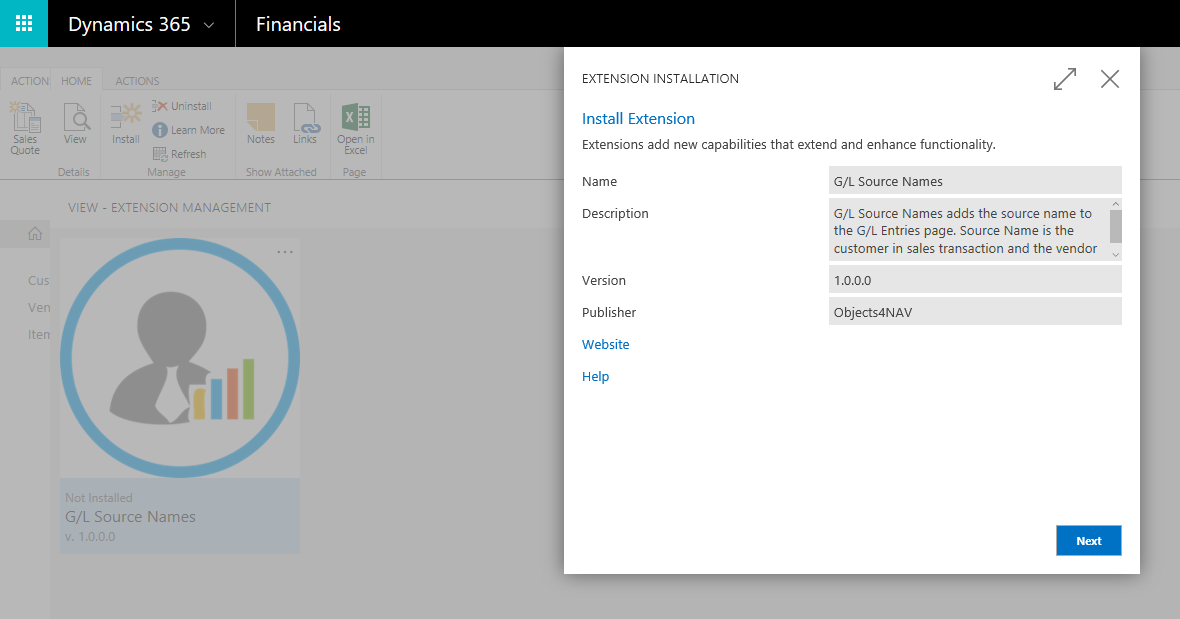 Dynamics 365
Financials
ACTION
HOME
ACTIONS
Sales
Quote
View
Details
Install
Uninstall
Learn More
Refresh
Manage
Notes
Links
Show Attached
Open in
Excel
Page
VIEW - EXTENSION MANAGEMENT
Cus
Ven
Item
Not Installed
G/L Source Names
v. 1.0.0.0
EXTENSION INSTALLATION
Install Extension
Extensions add new capabilities that extend and enhance functionality.
Name
G/L Source Names
Description
G/L Source Names adds the source name to
the G/L Entries page. Source Name is the
customer in sales transaction and the vendor
Version
1.0.0.0
Publisher
Objects4NAV
Website
Help
Next